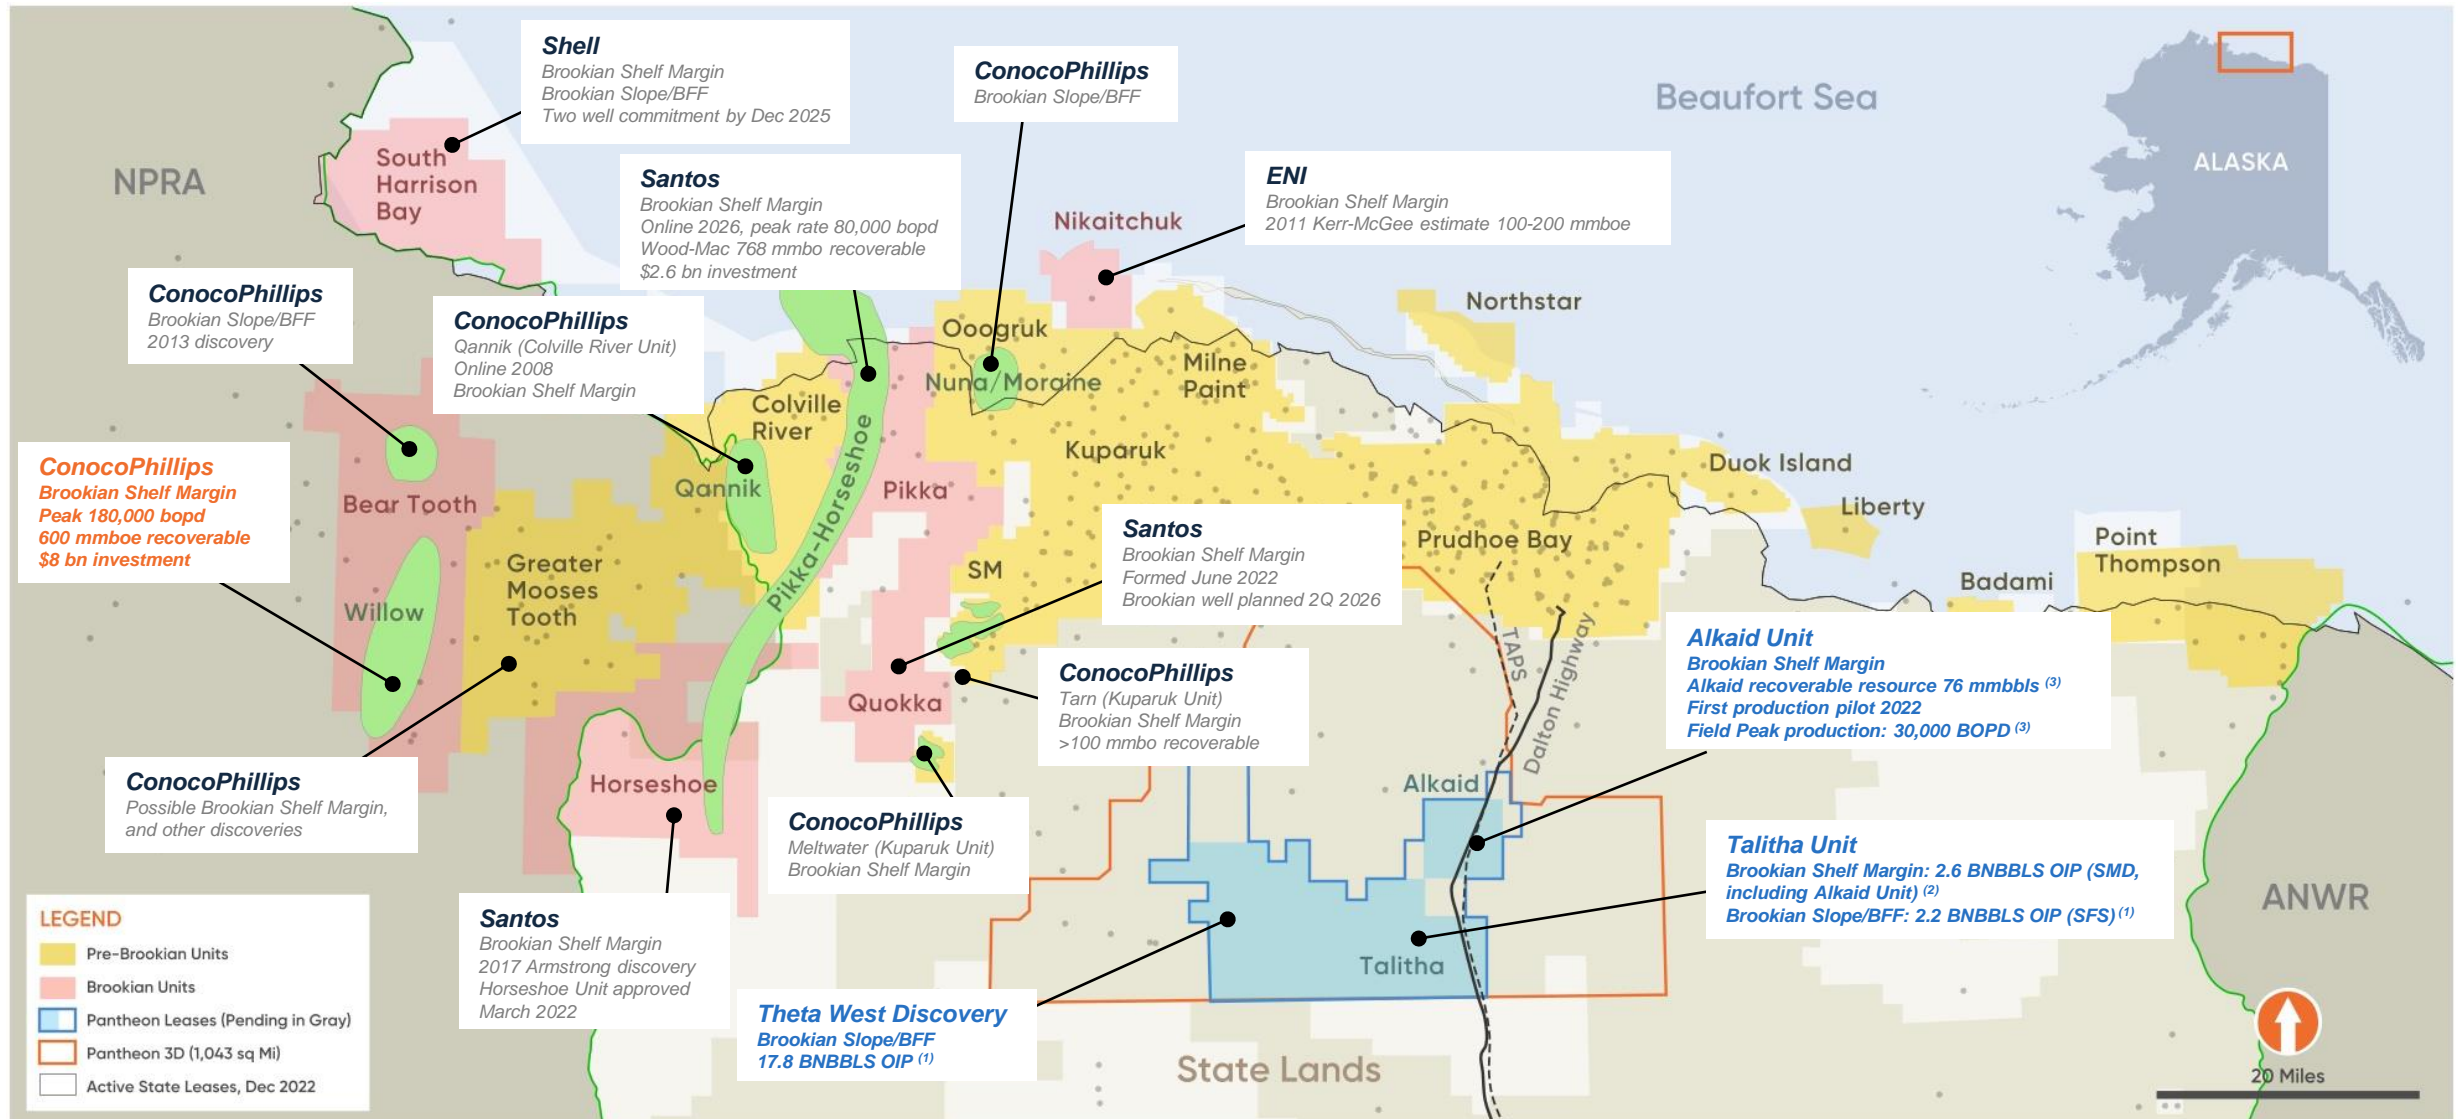 Shell
Brookian Shelf Margin
Brookian Slope/BFF
Two well commitment by Dec 2025
ConocoPhillips
Brookian Slope/BFF
Beaufort Sea
ALASKA
NPRA
South
Harrison
Bay
Santos
Brookian Shelf Margin
Online 2026, peak rate 80,000 bopd
Wood-Mac 768 mmbo recoverable
$2.6 bn investment
ENI
Brookian Shelf Margin
2011 Kerr-McGee estimate 100-200 mmboe
Nikaitchuk
Northstar
ConocoPhillips
Brookian Slope/BFF
2013 discovery
ConocoPhillips
Qannik (Colville River Unit)
Online 2008
Brookian Shelf Margin
Ooogruk
Nuna/Moraine
Milne
Paint
Colville
River
Kuparuk
Duok Island
Liberty
ConocoPhillips
Brookian Shelf Margin
Peak 180,000 bopd
600 mmboe recoverable
$8 bn investment
Bear Tooth
Qannik
Pikka-Horseshoe
Pikka
Santos
Brookian Shelf Margin
Formed June 2022
Brookian well planned 2Q 2026
Prudhoe Bay
Point
Thompson
Badami
Greater
Mooses
Tooth
Willow
SM
TAPS
Dalton Highway
Quokka
ConocoPhillips
Tarn (Kuparuk Unit)
Brookian Shelf Margin
>100 mmbo recoverable
Alkaid Unit
Brookian Shelf Margin
Alkaid recoverable resource 76 mmbbls (3)
First production pilot 2022
Field Peak production: 30,000 BOPD (3)
ConocoPhillips
Possible Brookian Shelf Margin,
and other discoveries
Horseshoe
ConocoPhillips
Meltwater (Kuparuk Unit)
Brookian Shelf Margin
Alkaid
Talitha Unit
Brookian Shelf Margin: 2.6 BNBBLS OIP (SMD,
including Alkaid Unit) (2)
Brookian Slope/BFF: 2.2 BNBBLS OIP (SFS) (1)
ANWR
Santos
Brookian Shelf Margin
2017 Armstrong discovery
Horseshoe Unit approved
March 2022
Talitha
Theta West Discovery
Brookian Slope/BFF
17.8 BNBBLS OIP (1)
State Lands
LEGEND
Pre-Brookian Units
Brookian Units
Pantheon Leases (Pending in Gray)
Pantheon 3D (1,043 sq Mi)
Active State Leases, Dec 2022
20 Miles